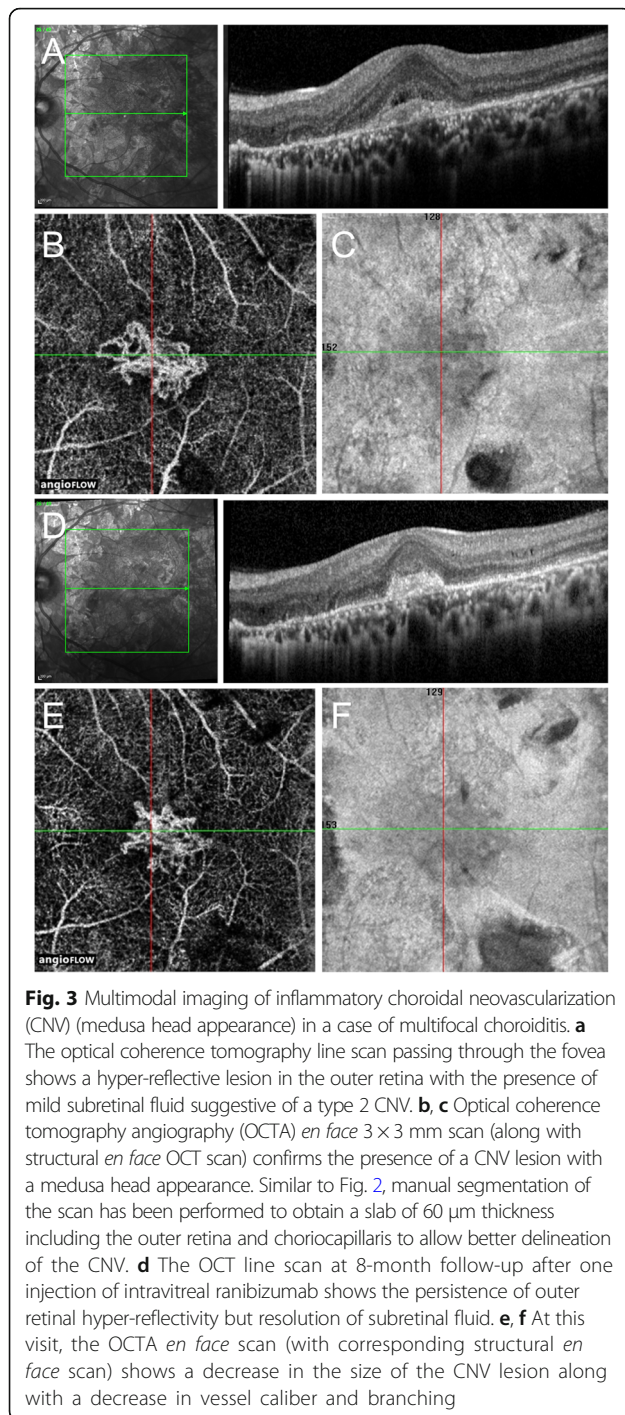 A
B
128
C
152
angioFLOW
D
E
129
F
153
angioFLOW
Fig. 3 Multimodal imaging of inflammatory choroidal neovascularization
(CNV) (medusa head appearance) in a case of multifocal choroiditis. a
The optical coherence tomography line scan passing through the fovea
shows a hyper-reflective lesion in the outer retina with the presence of
mild subretinal fluid suggestive of a type 2 CNV. b, c Optical coherence
tomography angiography (OCTA) en face 3 × 3 mm scan (along with
structural en face OCT scan) confirms the presence of a CNV lesion with
a medusa head appearance. Similar to Fig. 2, manual segmentation of
the scan has been performed to obtain a slab of 60 μm thickness
including the outer retina and choriocapillaris to allow better delineation
of the CNV. d The OCT line scan at 8-month follow-up after one
injection of intravitreal ranibizumab shows the persistence of outer
retinal hyper-reflectivity but resolution of subretinal fluid. e, f At this
visit, the OCTA en face scan (with corresponding structural en
face scan) shows a decrease in the size of the CNV lesion along
with a decrease in vessel caliber and branching